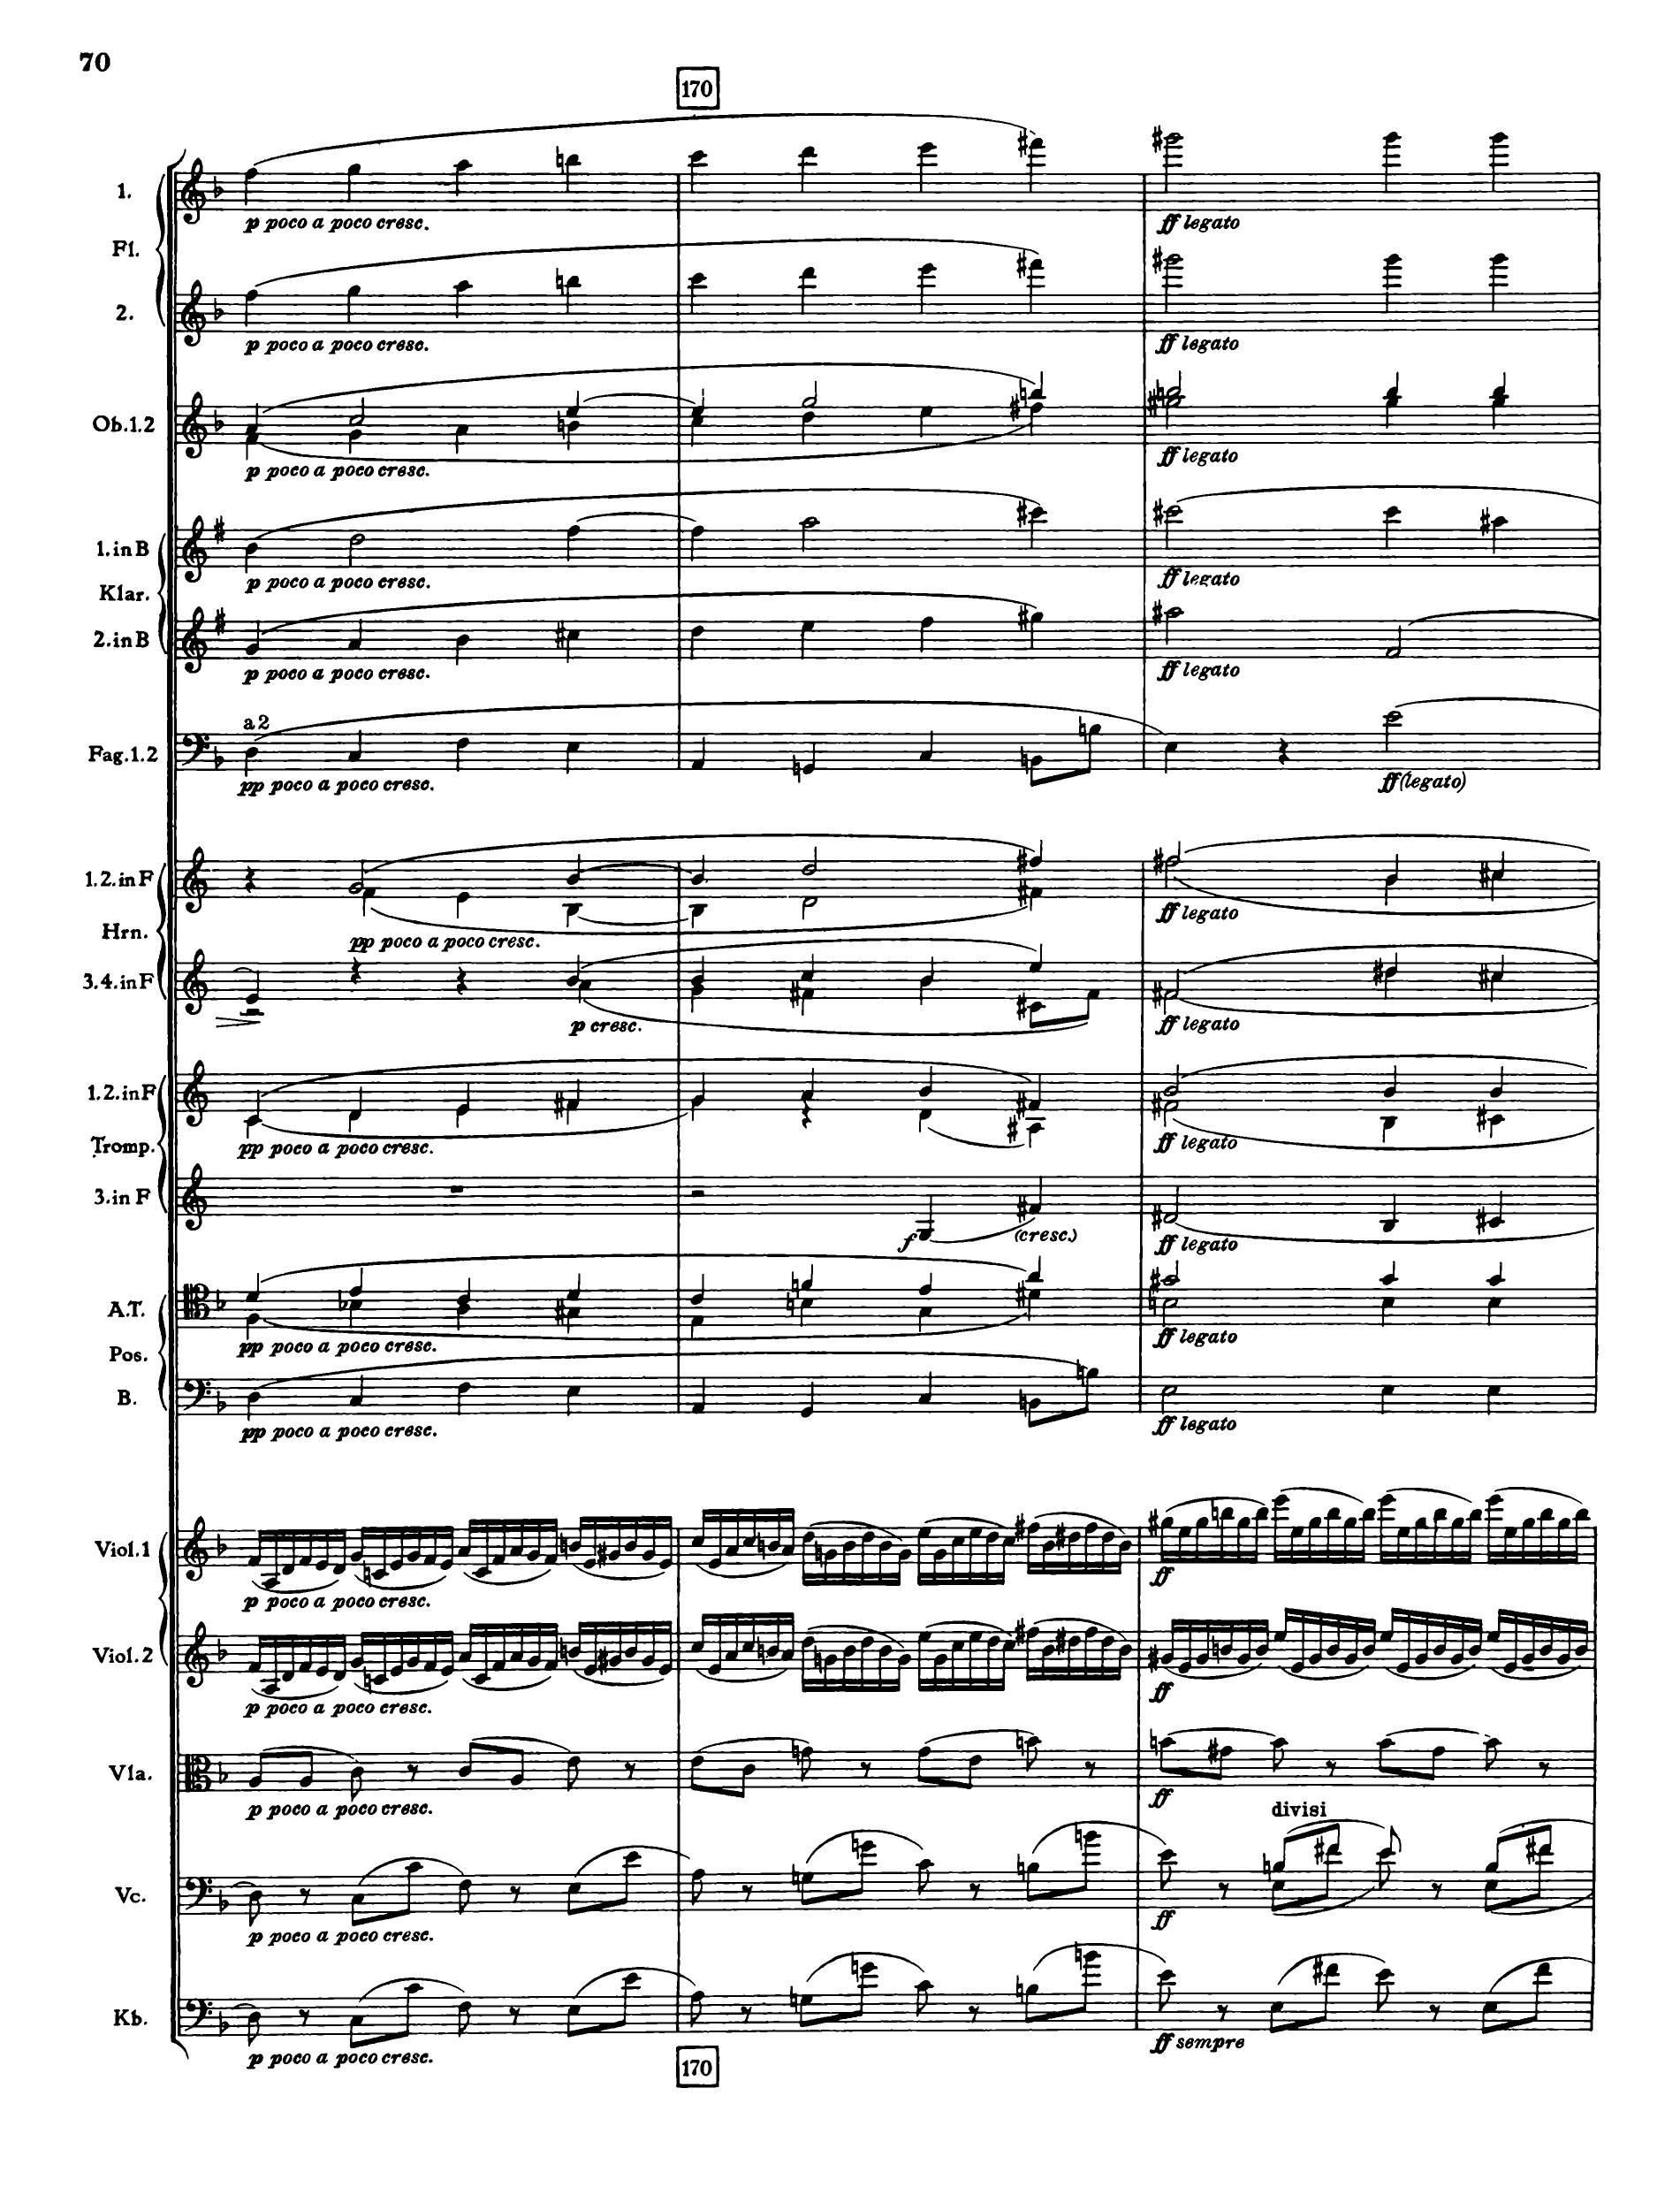 70
170
1.
p poco a poco cresc.
ff legato
Fl.
2.
p poco a poco cresc.
ff legato
Ob.1.2
p poco a poco cresc.
ff legato
1. in B
p poco a poco cresc.
ff legato
Klar.
2. in B
p poco a poco cresc.
ff legato
a 2
Fag.1.2
pp poco a poco cresc.
ff (legato)
1.2. in F
ff legato
Hrn.
pp poco a poco cresc.
3.4. in F
p cresc.
ff legato
1.2. in F
pp poco a poco cresc.
ff legato
Tromp.
3. in F
f
(cresc.)
ff legato
A.T.
pp poco a poco cresc.
ff legato
Pos.
B.
pp poco a poco cresc.
ff legato
Viol.1
p poco a poco cresc.
ff
Viol.2
p poco a poco cresc.
ff
Vla.
p poco a poco cresc.
ff
divisi
Vc.
p poco a poco cresc.
ff
Kb.
p poco a poco cresc.
ff sempre
170